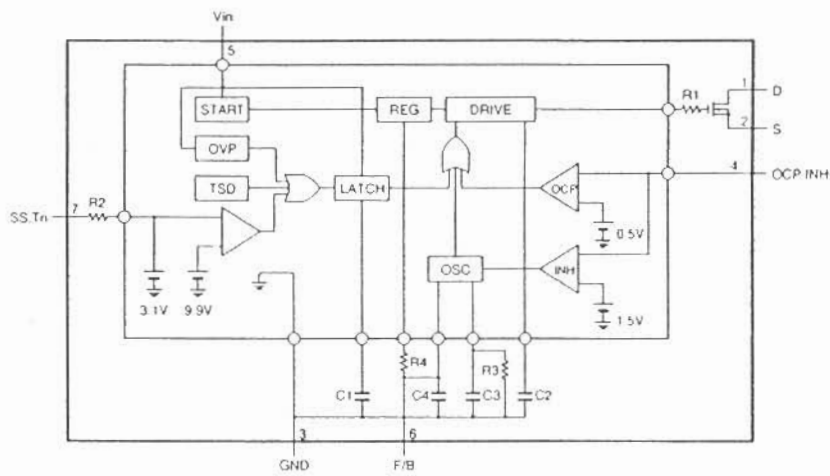 Vin
5
START
REG
DRIVE
R1
1
D
2
S
OVP
TSD
LATCH
OCP
4
OCP.INH
0.5V
SS.Tn
7
R2
3.1V
9.9V
OSC
INH
1.5V
R4
R3
C1
C4
C3
C2
3
6
GND
F/B